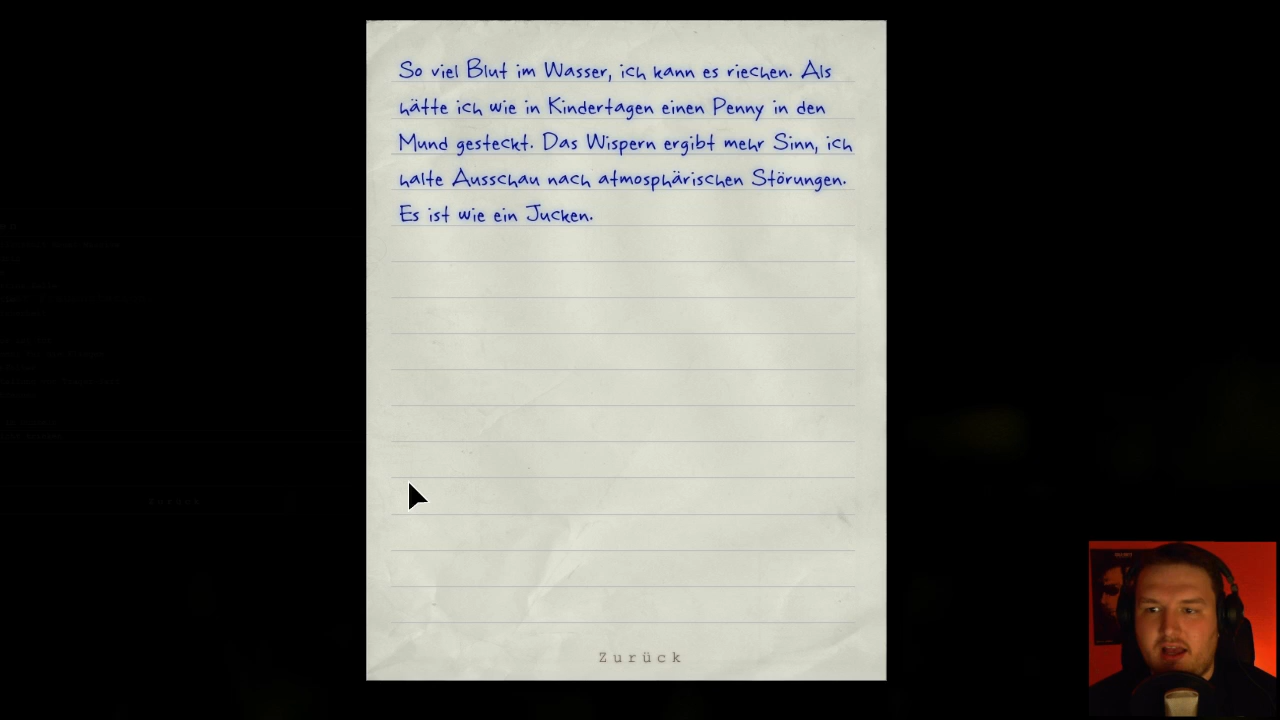 So viel Blut im Wasser, ich kann es riechen. Als
hätte ich wie in Kindertagen einen Penny in den
Mund gesteckt. Das Wispern ergibt mehr Sinn, ich
halte Ausschau nach atmosphärischen Störungen.
Es ist wie ein Jucken.
Zurück